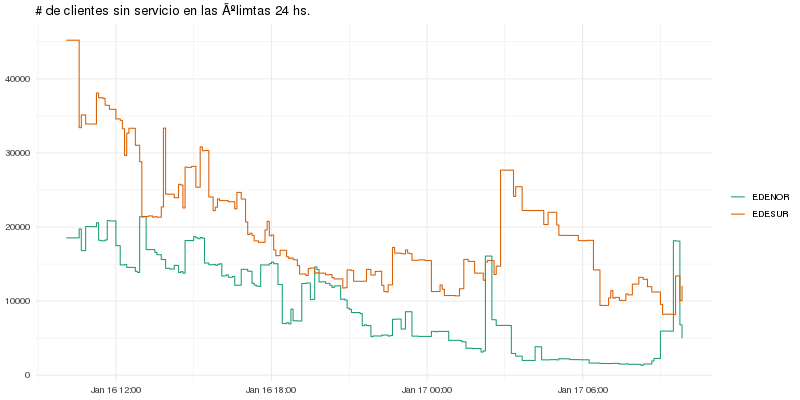 # de clientes sin servicio en las Ãºlimtas 24 hs.
40000
30000
20000
10000
0
Jan 16 12:00 Jan 16 18:00 Jan 17 00:00 Jan 17 06:00
EDENOR
EDESUR